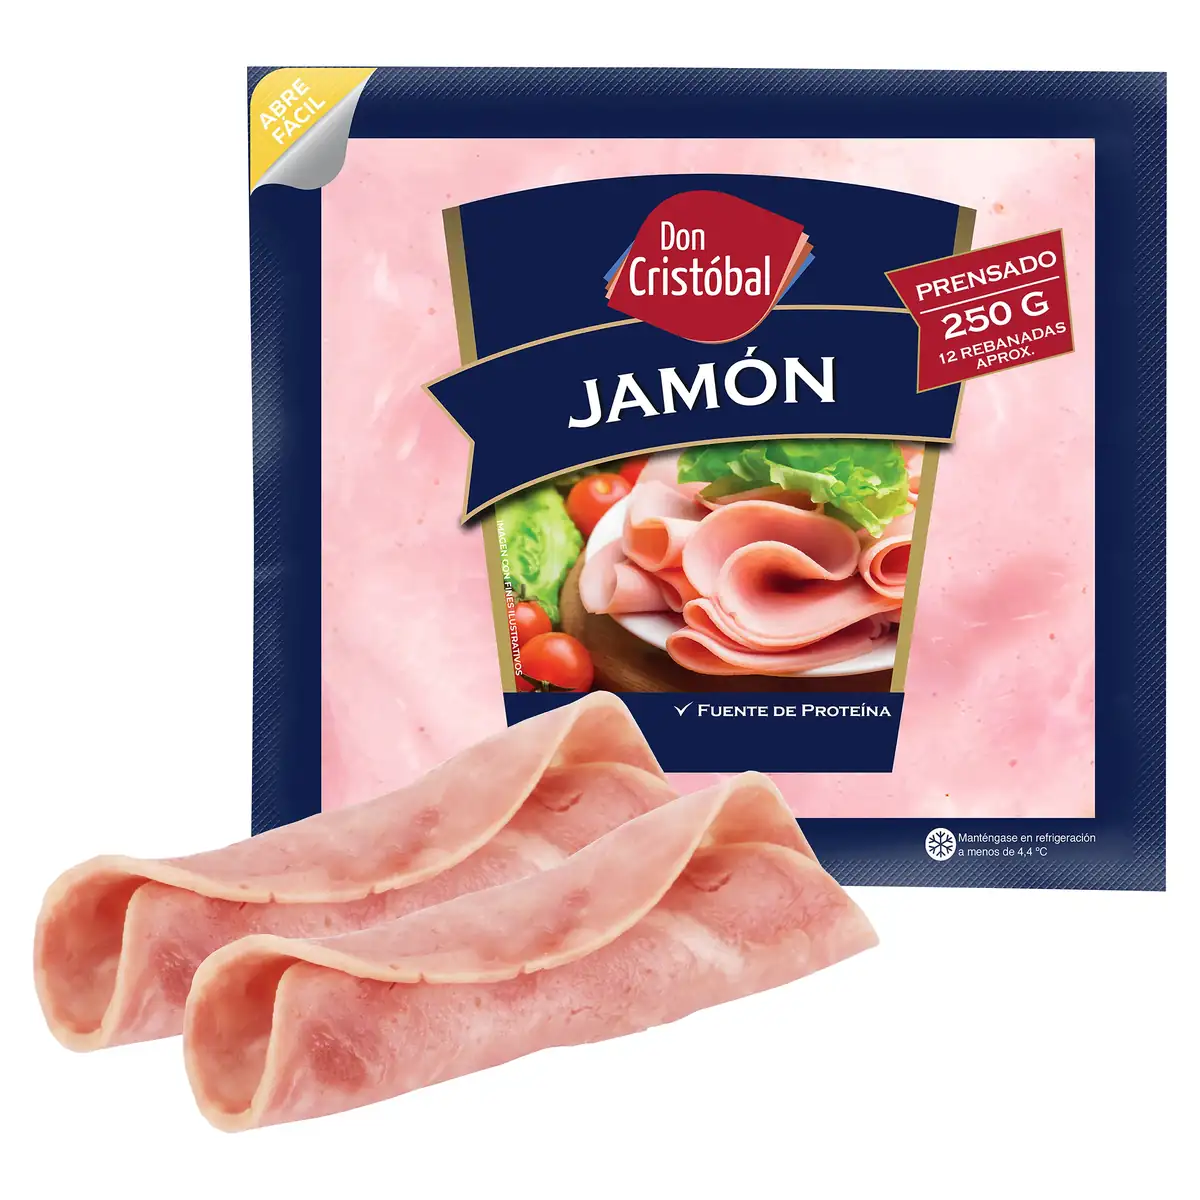 ABRE
FÁCIL
Don
Cristóbal
PRENSADO
250 G
12 REBANADAS
APROX.
JAMÓN
IMAGEN CON FINES ILUSTRATIVOS
✓ FUENTE DE PROTEÍNA
Manténgase en refrigeración
a menos de 4,4 ºC